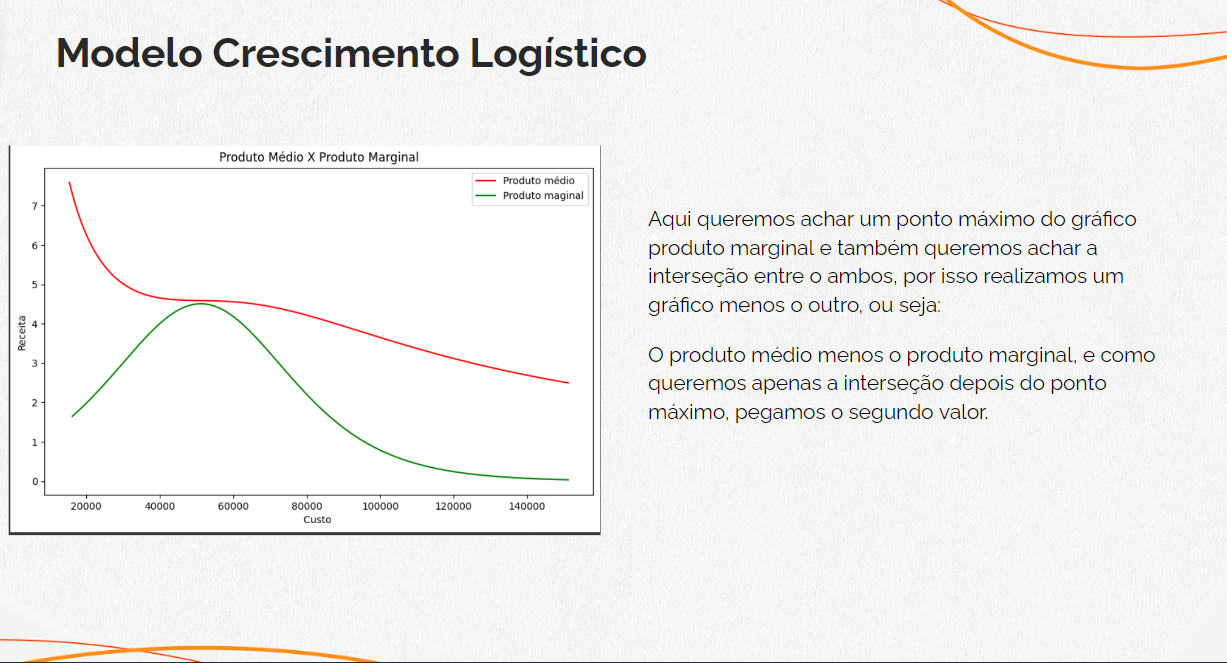 Modelo Crescimento Logístico
Produto Médio X Produto Marginal
Produto médio
Produto maginal
7
6
5
4
3
2
1
0
Receita
20000 40000 60000 80000 100000 120000 140000
Custo
Aqui queremos achar um ponto máximo do gráfico
produto marginal e também queremos achar a
interseção entre o ambos, por isso realizamos um
gráfico menos o outro, ou seja:
O produto médio menos o produto marginal, e como
queremos apenas a interseção depois do ponto
máximo, pegamos o segundo valor.